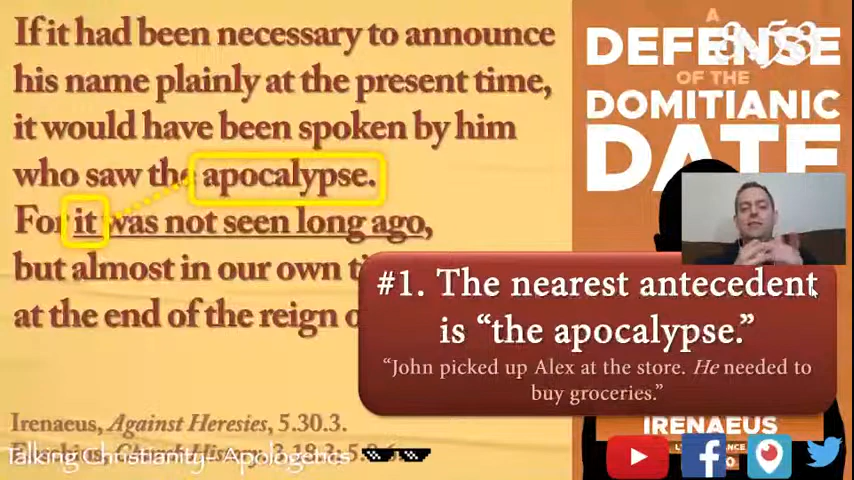 If it had been necessary to announce
his name plainly at the present time,
it would have been spoken by him
who saw the apocalypse.
For it was not seen long ago,
but almost in our own
at the end of the reign
#1. The nearest antecedent
is “the apocalypse.”
“John picked up Alex at the store. He needed to
buy groceries.”
Irenaeus, Against Heresies, 5.30.3.
Talking Christianity- Apologetics
A
DEFENSE
OF THE
DOMITIANIC
DATE
IRENAEUS